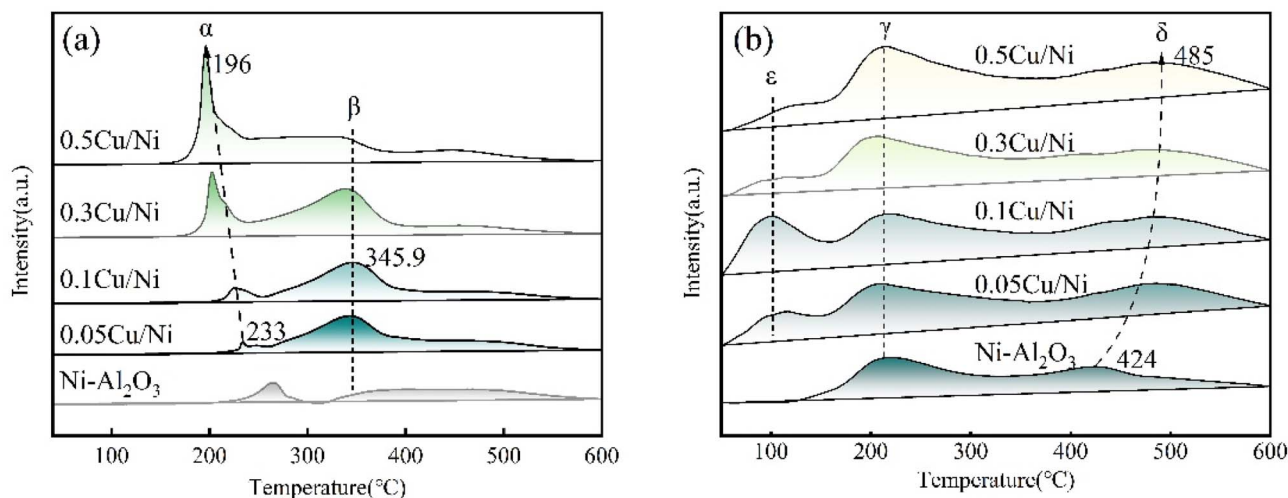 (a)
α
196
β
0.5Cu/Ni
0.3Cu/Ni
345.9
0.1Cu/Ni
233
0.05Cu/Ni
Ni-Al₂O₃
Intensity(a.u.)
100 200 300 400 500 600
Temperature(°C)
(b)
γ
δ
0.5Cu/Ni
485
ε
0.3Cu/Ni
0.1Cu/Ni
0.05Cu/Ni
Ni-Al₂O₃
424
Intensity(a.u.)
100 200 300 400 500 600
Temperature(°C)